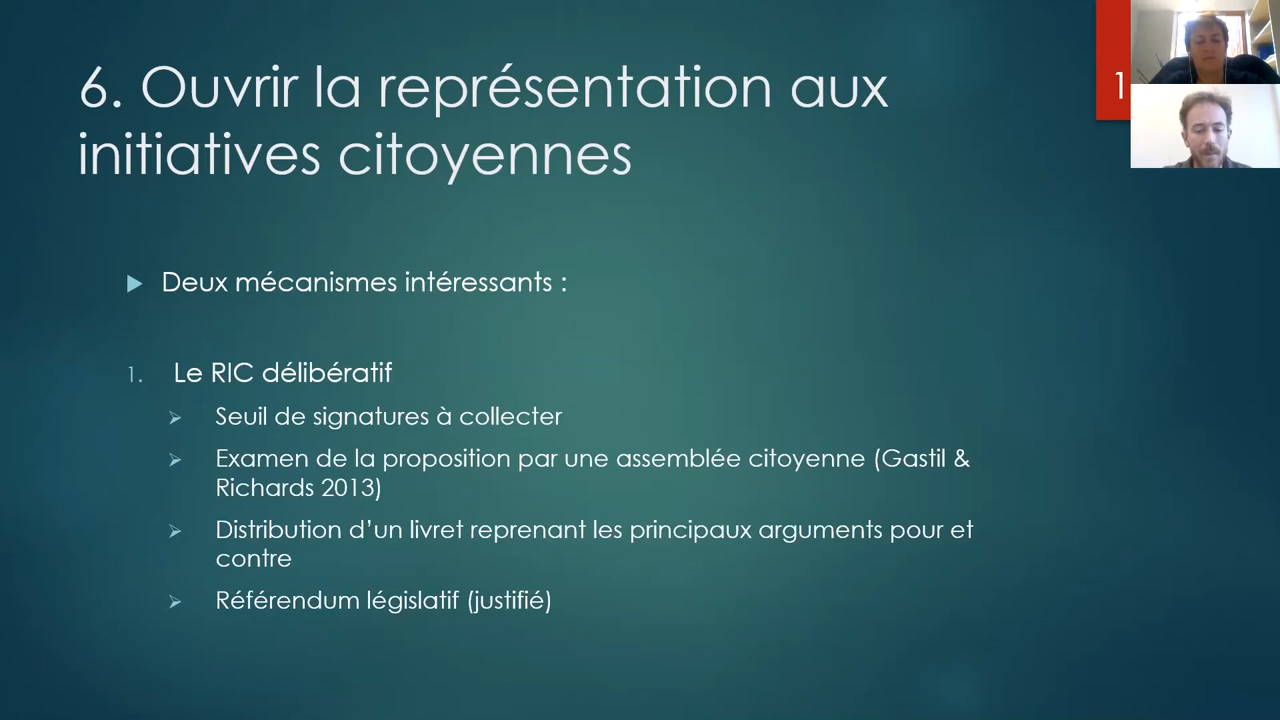 6. Ouvrir la représentation aux
initiatives citoyennes
1
Deux mécanismes intéressants :
1. Le RIC délibératif
Seuil de signatures à collecter
Examen de la proposition par une assemblée citoyenne (Gastil &
Richards 2013)
Distribution d’un livret reprenant les principaux arguments pour et
contre
Référendum législatif (justifié)